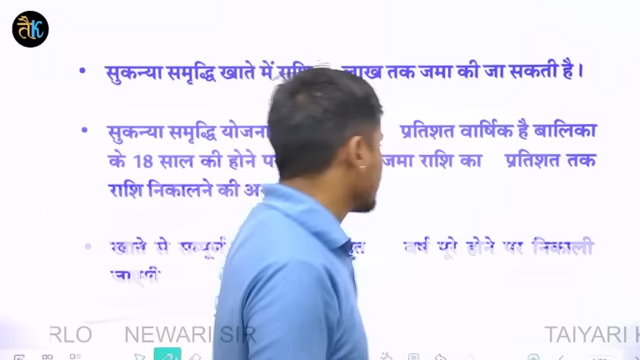 तैK
• सुकन्या समृद्धि खाते में राशि लाख तक जमा की जा सकती है।
• सुकन्या समृद्धि योजना प्रतिशत वार्षिक है बालिका
के 18 साल की होने जमा राशि का प्रतिशत तक
राशि निकालने की
• खाते से वर्ष पूरे होने पर निकाली
RLO NEWARI SIR TAIYARI K